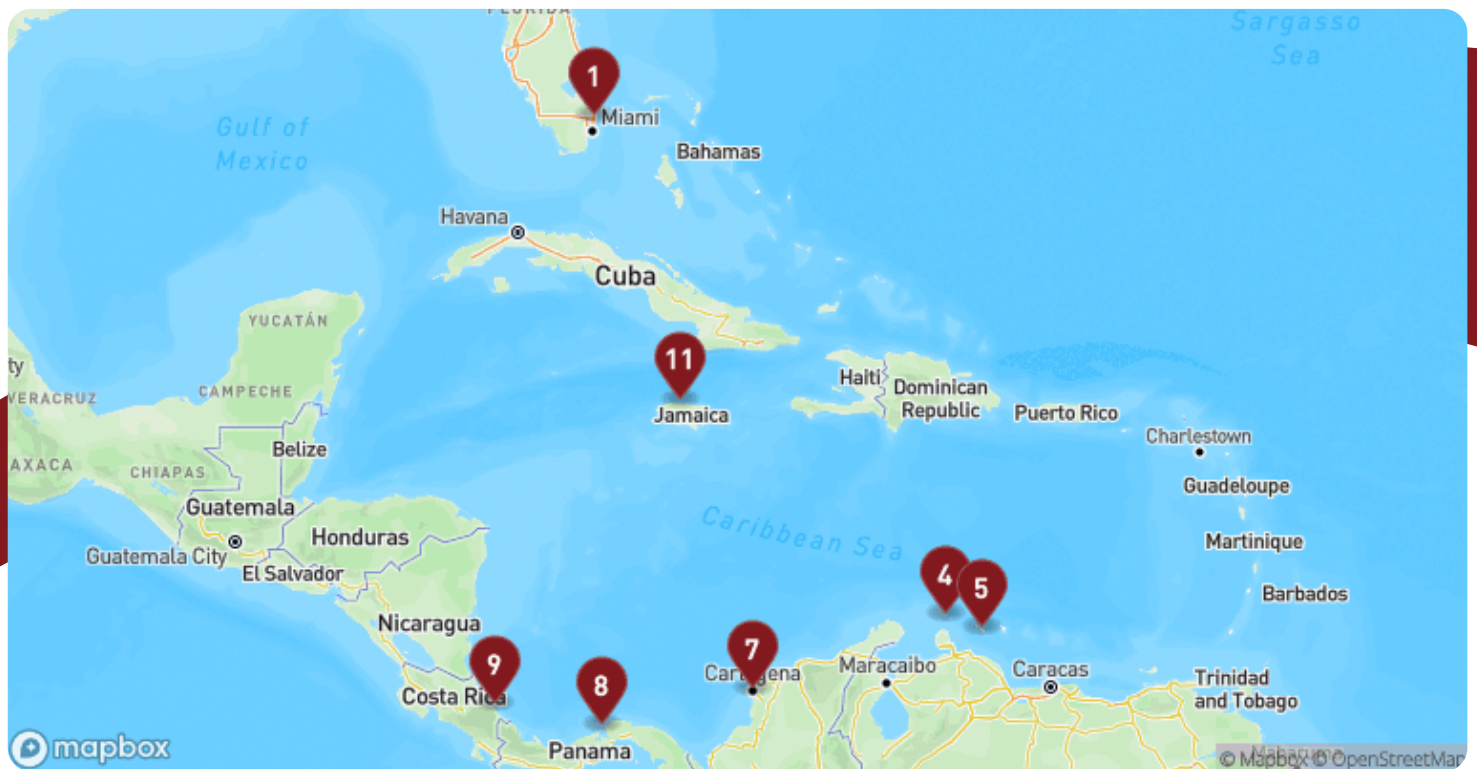 FLORIDA
Sargasso
Sea
1
Miami
Gulf of
Mexico
Bahamas
Havana
Cuba
YUCATÁN
11
Jamaica
Haiti
Dominican
Republic
Puerto Rico
ty
VERACRUZ
CAMPECHE
Belize
Charlestown
AXACA
CHIAPAS
Guadeloupe
Guatemala
Honduras
Caribbean Sea
Martinique
Guatemala City
El Salvador
4
5
Barbados
Nicaragua
7
9
Cartagena
Maracaibo
Caracas
Trinidad
and Tobago
Costa Rica
8
Panama
mapbox
© Mapbox © OpenStreetMap